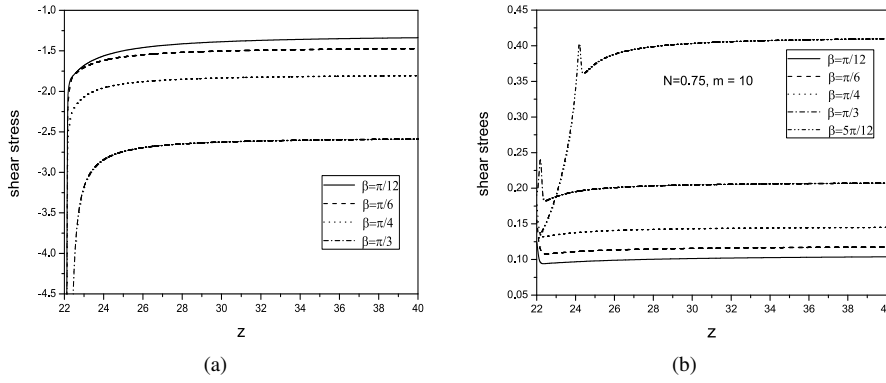 -1.0
-1.5
-2.0
-2.5
-3.0
-3.5
-4.0
-4.5
shear stress
22 24 26 28 30 32 34 36 38 40
z
β=π/12
β=π/6
β=π/4
β=π/3
(a)
0.45
0.40
0.35
0.30
0.25
0.20
0.15
0.10
0.05
shear strees
22 24 26 28 30 32 34 36 38 40
z
N=0.75, m = 10
β=π/12
β=π/6
β=π/4
β=π/3
β=5π/12
(b)